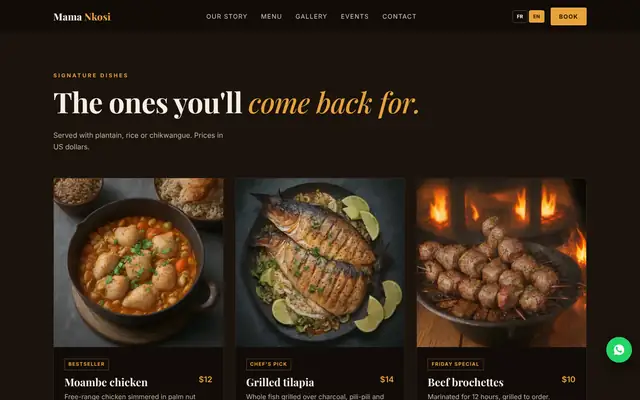 Mama Nkosi
OUR STORY MENU GALLERY EVENTS CONTACT
FR EN BOOK
SIGNATURE DISHES
The ones you'll come back for.
Served with plantain, rice or chikwangue. Prices in
US dollars.
BESTSELLER
Moambe chicken $12
Free-range chicken simmered in palm nut
CHEF'S PICK
Grilled tilapia $14
Whole fish grilled over charcoal, pili-pili and
FRIDAY SPECIAL
Beef brochettes $10
Marinated for 12 hours, grilled to order.